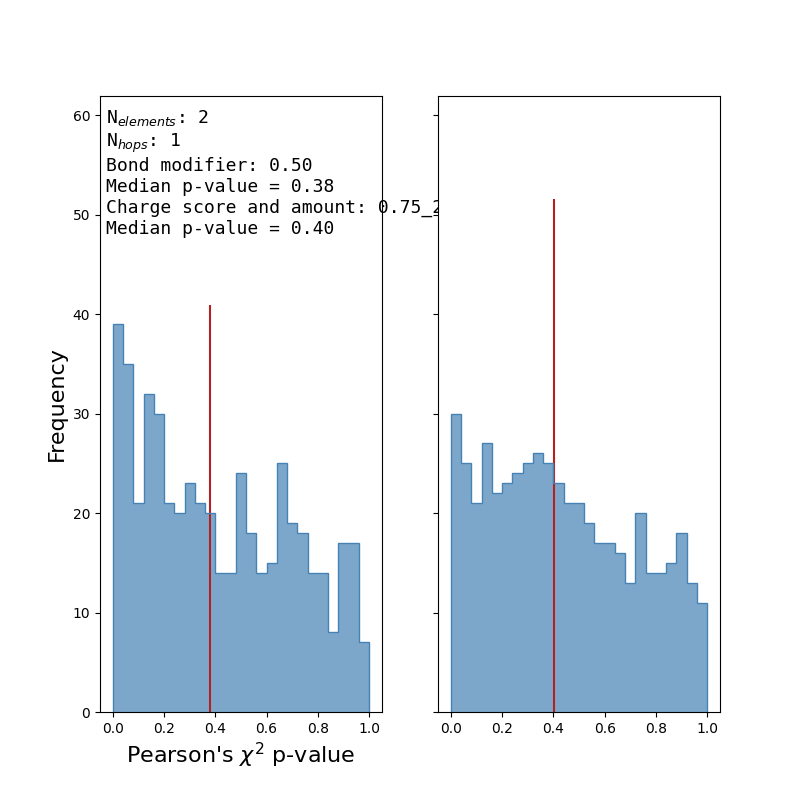 60
50
40
30
20
10
0
Frequency
N_elements: 2
N_hops: 1
Bond modifier: 0.50
Median p-value = 0.38
Charge score and amount: 0.75_2
Median p-value = 0.40
0.0 0.2 0.4 0.6 0.8 1.0
0.0 0.2 0.4 0.6 0.8 1.0
Pearson's χ² p-value